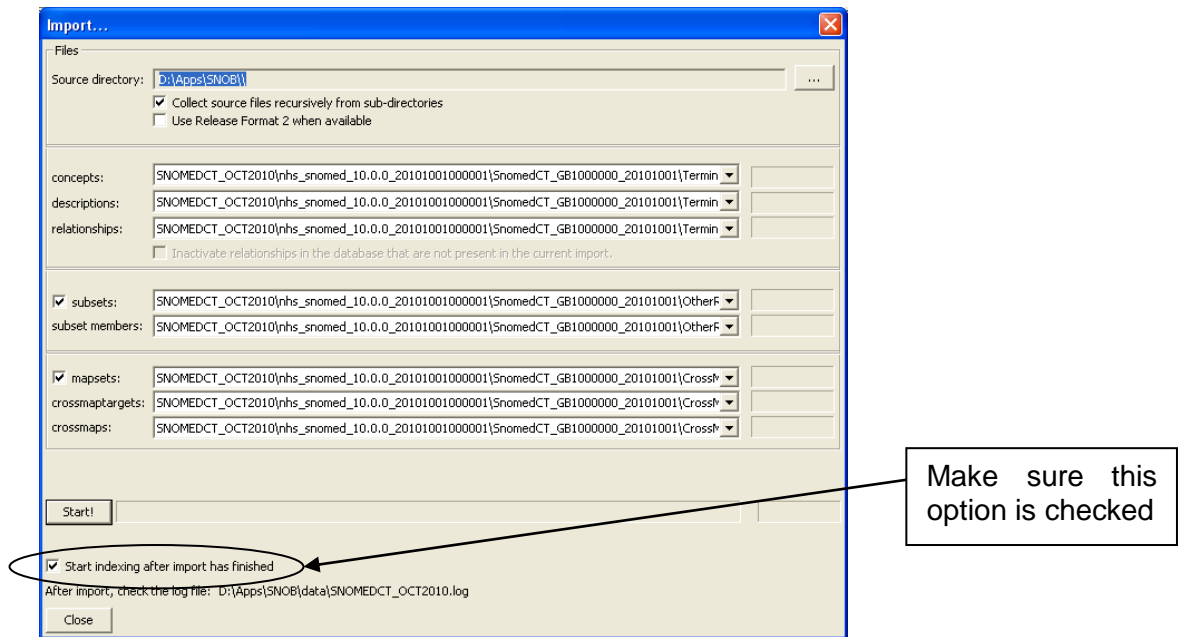 Import...
Files
Source directory: D:\Apps\SNOB\\ ...
Collect source files recursively from sub-directories
Use Release Format 2 when available
concepts: SNOMEDCT_OCT2010\nhs_snomed_10.0.0_20101001000001\SnomedCT_GB1000000_20101001\Termin
descriptions: SNOMEDCT_OCT2010\nhs_snomed_10.0.0_20101001000001\SnomedCT_GB1000000_20101001\Termin
relationships: SNOMEDCT_OCT2010\nhs_snomed_10.0.0_20101001000001\SnomedCT_GB1000000_20101001\Termin
Inactivate relationships in the database that are not present in the current import.
subsets: SNOMEDCT_OCT2010\nhs_snomed_10.0.0_20101001000001\SnomedCT_GB1000000_20101001\OtherR
subset members: SNOMEDCT_OCT2010\nhs_snomed_10.0.0_20101001000001\SnomedCT_GB1000000_20101001\OtherR
mapsets: SNOMEDCT_OCT2010\nhs_snomed_10.0.0_20101001000001\SnomedCT_GB1000000_20101001\CrossM
crossmaptargets: SNOMEDCT_OCT2010\nhs_snomed_10.0.0_20101001000001\SnomedCT_GB1000000_20101001\CrossM
crossmaps: SNOMEDCT_OCT2010\nhs_snomed_10.0.0_20101001000001\SnomedCT_GB1000000_20101001\CrossM
Make sure this
option is checked
Start!
Start indexing after import has finished
After import, check the log file: D:\Apps\SNOB\data\SNOMEDCT_OCT2010.log
Close